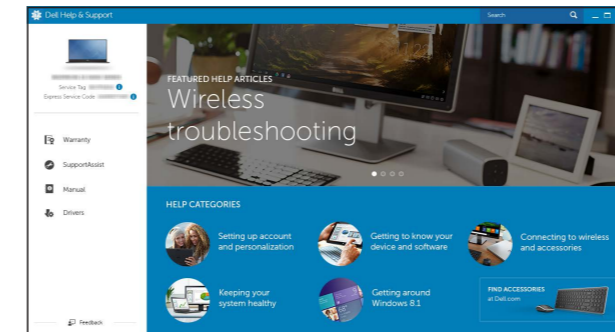 Dell Help & Support
Search
Service Tag:
Express Service Code:
Warranty
SupportAssist
Manual
Drivers
Feedback
FEATURED HELP ARTICLES
Wireless
troubleshooting
HELP CATEGORIES
Setting up account
and personalization
Getting to know your
device and software
Connecting to wireless
and accessories
Keeping your
system healthy
Getting around
Windows 8.1
FIND ACCESSORIES
at Dell.com